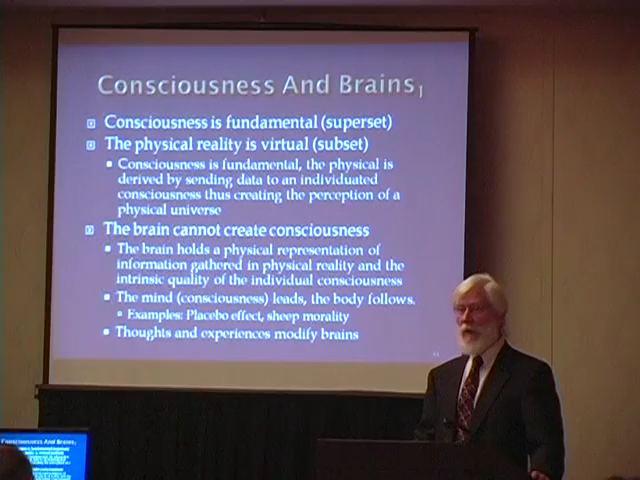 Consciousness And Brains1
Consciousness is fundamental (superset)
The physical reality is virtual (subset)
Consciousness is fundamental, the physical is
derived by sending data to an individuated
consciousness thus creating the perception of a
physical universe
The brain cannot create consciousness
The brain holds a physical representation of
information gathered in physical reality and the
intrinsic quality of the individual consciousness
The mind (consciousness) leads, the body follows.
Examples: Placebo effect, sheep morality
Thoughts and experiences modify brains
Consciousness And Brains1